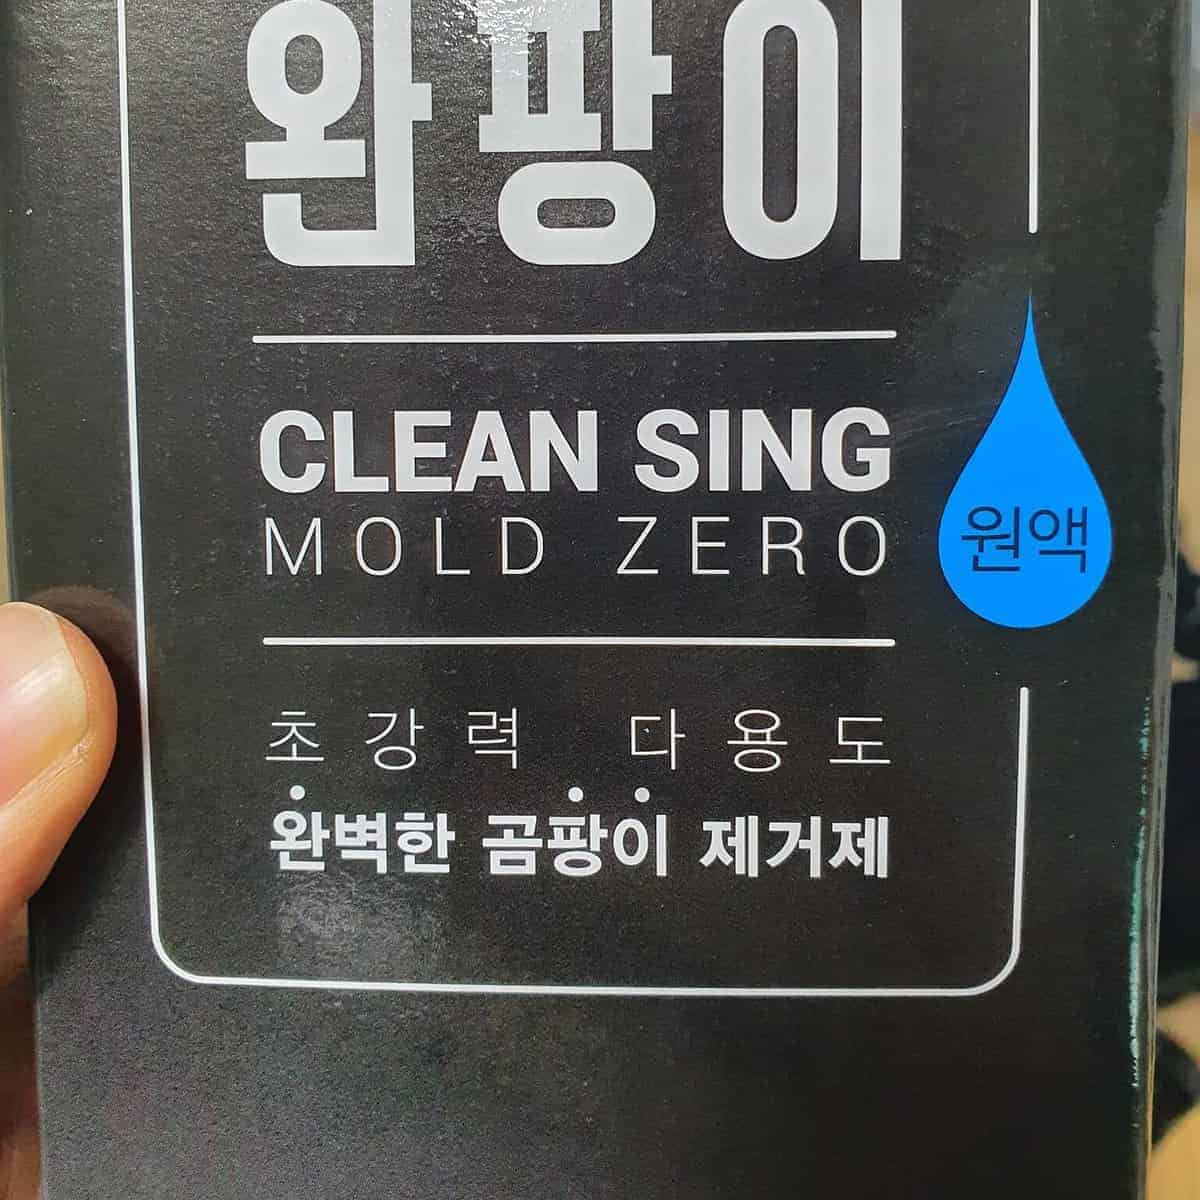 완팡이
CLEAN SING
MOLD ZERO
원액
초강력 다용도
완벽한 곰팡이 제거제